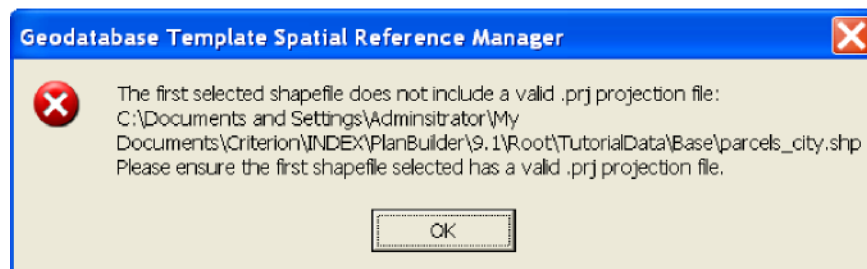 Geodatabase Template Spatial Reference Manager
The first selected shapefile does not include a valid .prj projection file:
C:\Documents and Settings\Adminsitrator\My
Documents\Criterion\INDEX\PlanBuilder\9.1\Root\TutorialData\Base\parcels_city.shp
Please ensure the first shapefile selected has a valid .prj projection file.
OK